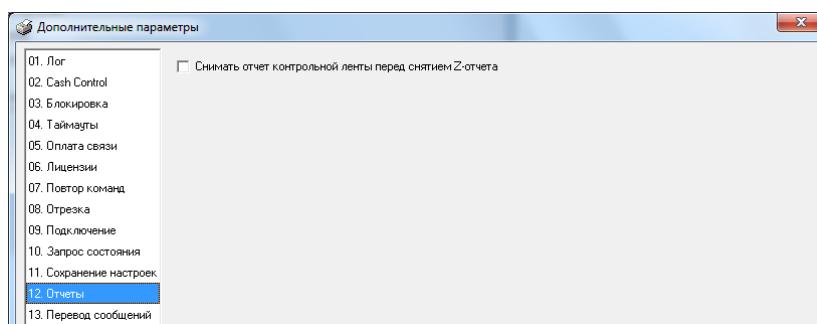 Дополнительные параметры
01. Лог
Снимать отчет контрольной ленты перед снятием Z-отчета
02. Cash Control
03. Блокировка
04. Таймауты
05. Оплата связи
06. Лицензии
07. Повтор команд
08. Отрезка
09. Подключение
10. Запрос состояния
11. Сохранение настроек
12. Отчеты
13. Перевод сообщений